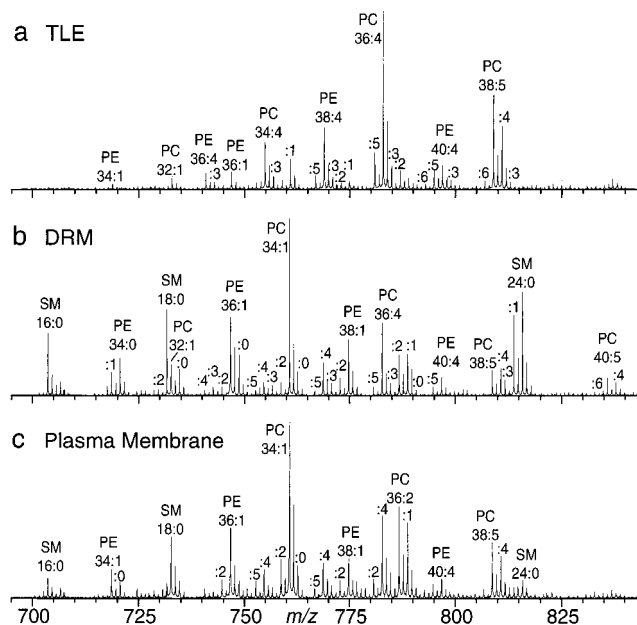 a TLE
PC
36:4
PC
38:5
:4
PE
38:4
PC
34:4
PE
34:1
PC
32:1
PE
36:4
:3
PE
36:1
:3
:1
:5
:3
:2
:1
:5
:3
:2
:6
:5
PE
40:4
:3
:6
:3
b DRM
PC
34:1
SM
16:0
:1
PE
34:0
:2
SM
18:0
PC
32:1
:0
:4
:3
:2
PE
36:1
:0
:5
:4
:3
:2
:0
:5
:4
:3
:2
PE
38:1
:5
PC
36:4
:3
:2
:1
:0
:5
PE
40:4
PC
38:5
:4
:3
:1
SM
24:0
:6
PC
40:5
:4
c Plasma Membrane
PC
34:1
SM
16:0
PE
34:1
:0
SM
18:0
:2
PE
36:1
:5
:4
:2
:0
:5
:4
:2
PE
38:1
:2
:4
PC
36:2
:1
PE
40:4
PC
38:5
:4
SM
24:0
700 725 750 m/z 775 800 825